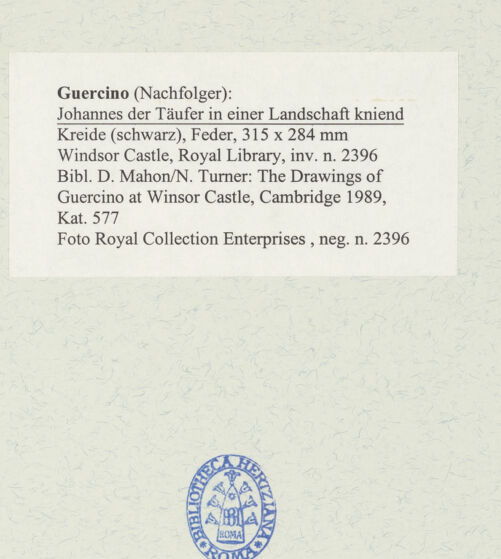 Guercino (Nachfolger):
Johannes der Täufer in einer Landschaft kniend
Kreide (schwarz), Feder, 315 x 284 mm
Windsor Castle, Royal Library, inv. n. 2396
Bibl. D. Mahon/N. Turner: The Drawings of
Guercino at Winsor Castle, Cambridge 1989,
Kat. 577
Foto Royal Collection Enterprises , neg. n. 2396
BIBLIOTHECA HERTZIANA
ROMA
ROMA